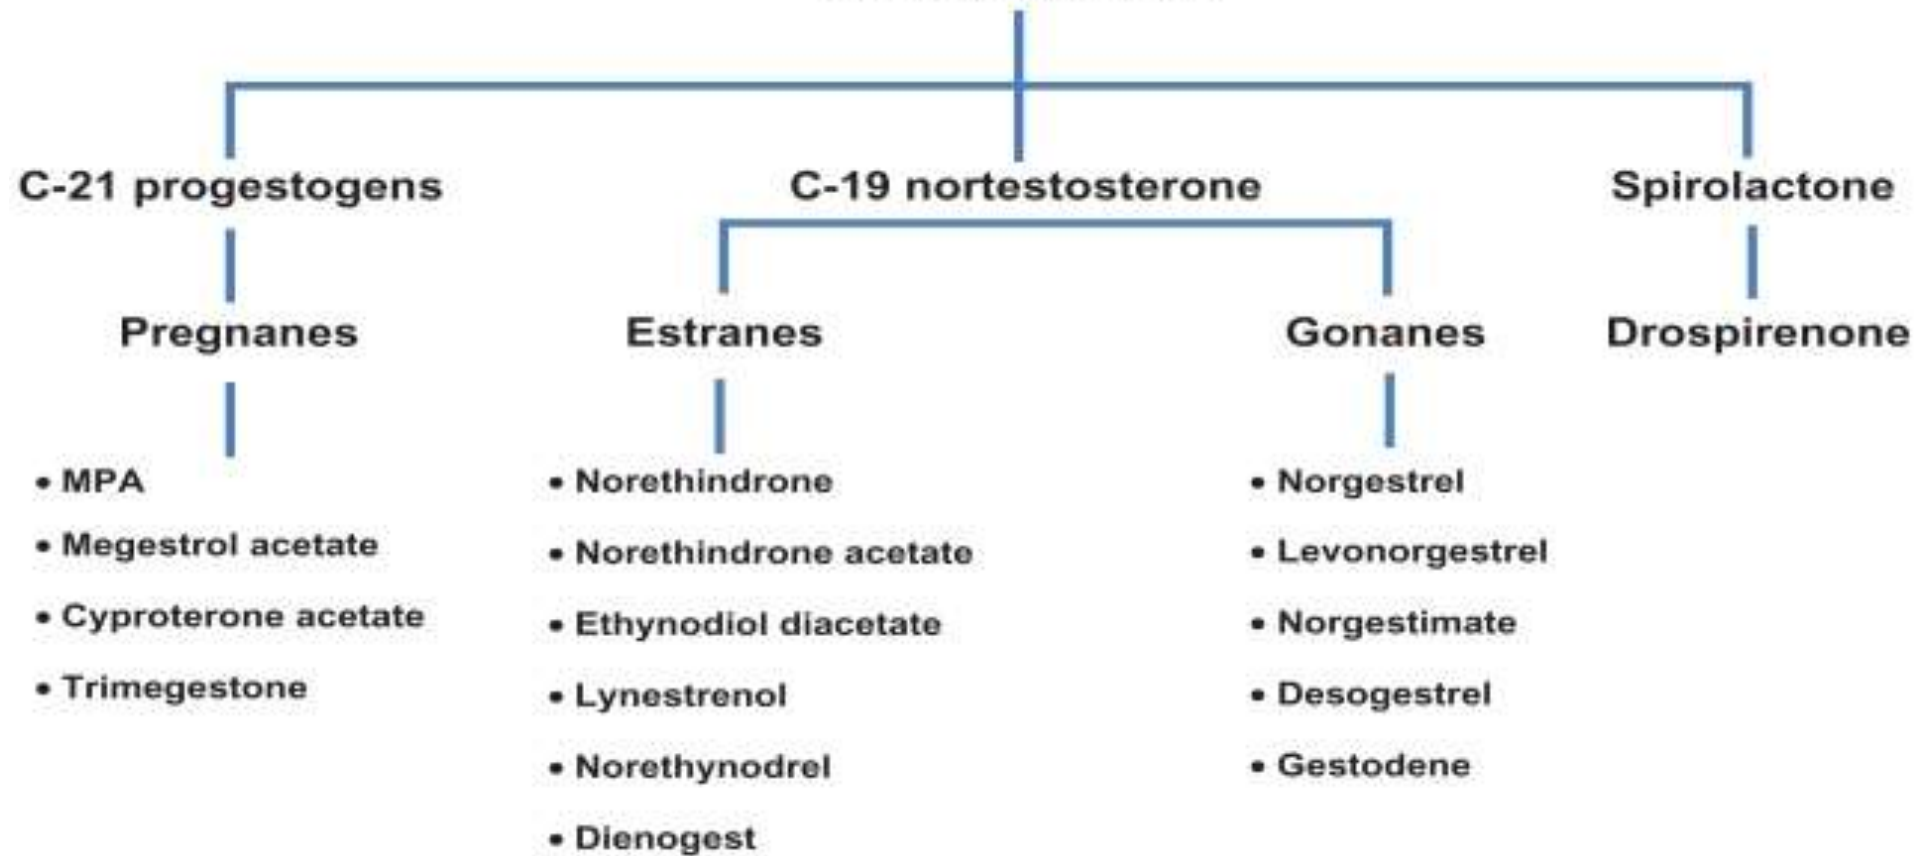 C-21 progestogens
C-19 nortestosterone
Spirolactone
Pregnanes
Estranes
Gonanes
Drospirenone
• MPA
• Megestrol acetate
• Cyproterone acetate
• Trimegestone
• Norethindrone
• Norethindrone acetate
• Ethynodiol diacetate
• Lynestrenol
• Norethynodrel
• Dienogest
• Norgestrel
• Levonorgestrel
• Norgestimate
• Desogestrel
• Gestodene